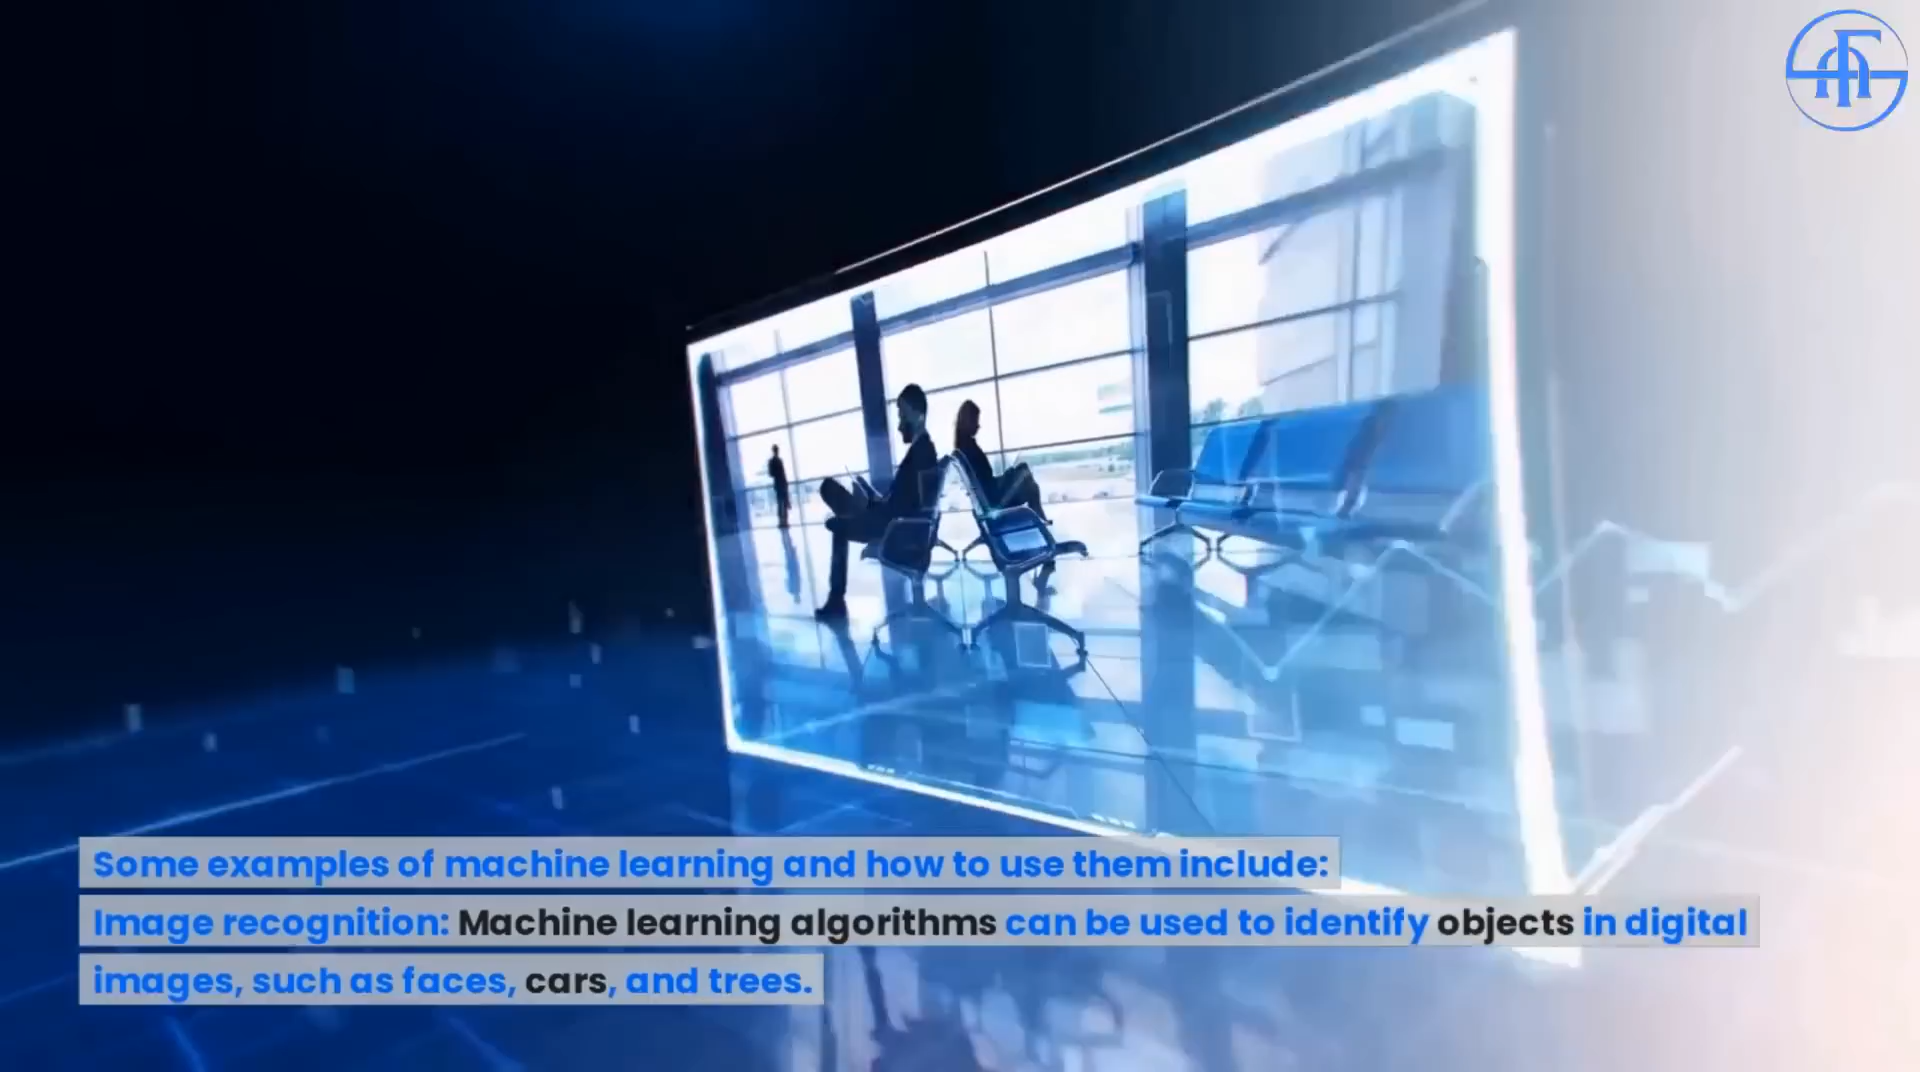 Some examples of machine learning and how to use them include:
Image recognition: Machine learning algorithms can be used to identify objects in digital
images, such as faces, cars, and trees.